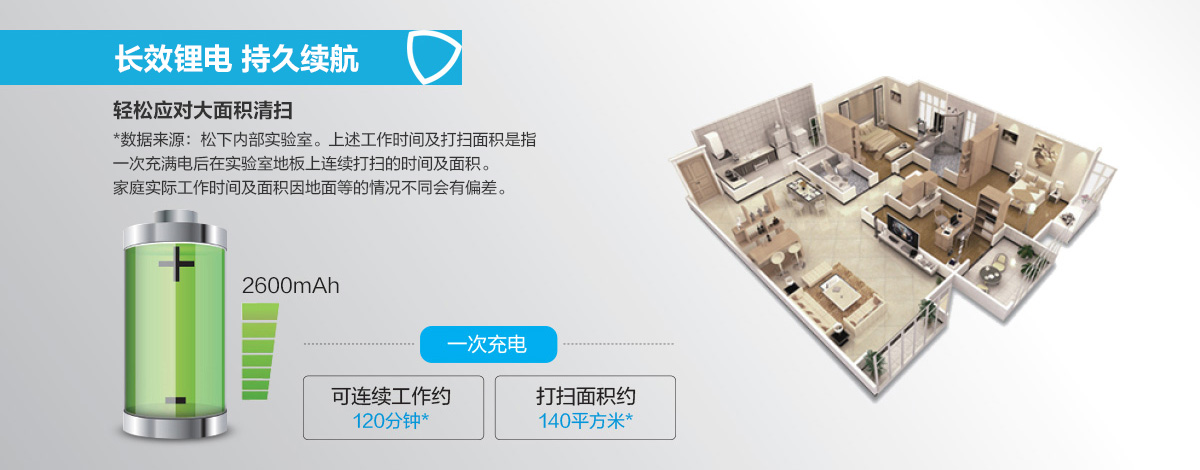 长效锂电 持久续航
轻松应对大面积清扫
*数据来源：松下内部实验室。上述工作时间及打扫面积是指
一次充满电后在实验室地板上连续打扫的时间及面积。
家庭实际工作时间及面积因地面等的情况不同会有偏差。
2600mAh
一次充电
可连续工作约
120分钟*
打扫面积约
140平方米*